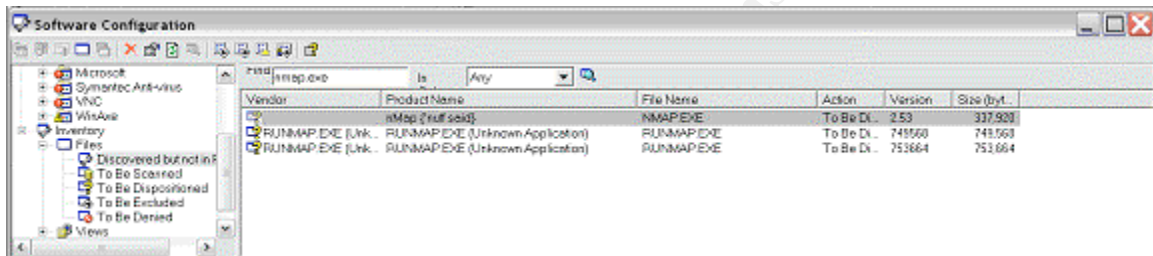 Software Configuration
Microsoft
Symantec Anti-virus
VNC
WinAxe
Inventory
Files
Discovered but not in
To Be Scanned
To Be Dispositioned
To Be Excluded
To Be Denied
Views
Find nmap.exe Is Any
Vendor Product Name File Name Action Version Size (byt...
nMap {'nuff said} NMAP.EXE To Be Di... 2.53 337,920
RUNMAP.EXE (Unk... RUNMAP.EXE (Unknown Application) RUNMAP.EXE To Be Di... 749568 749,568
RUNMAP.EXE (Unk... RUNMAP.EXE (Unknown Application) RUNMAP.EXE To Be Di... 753664 753,664